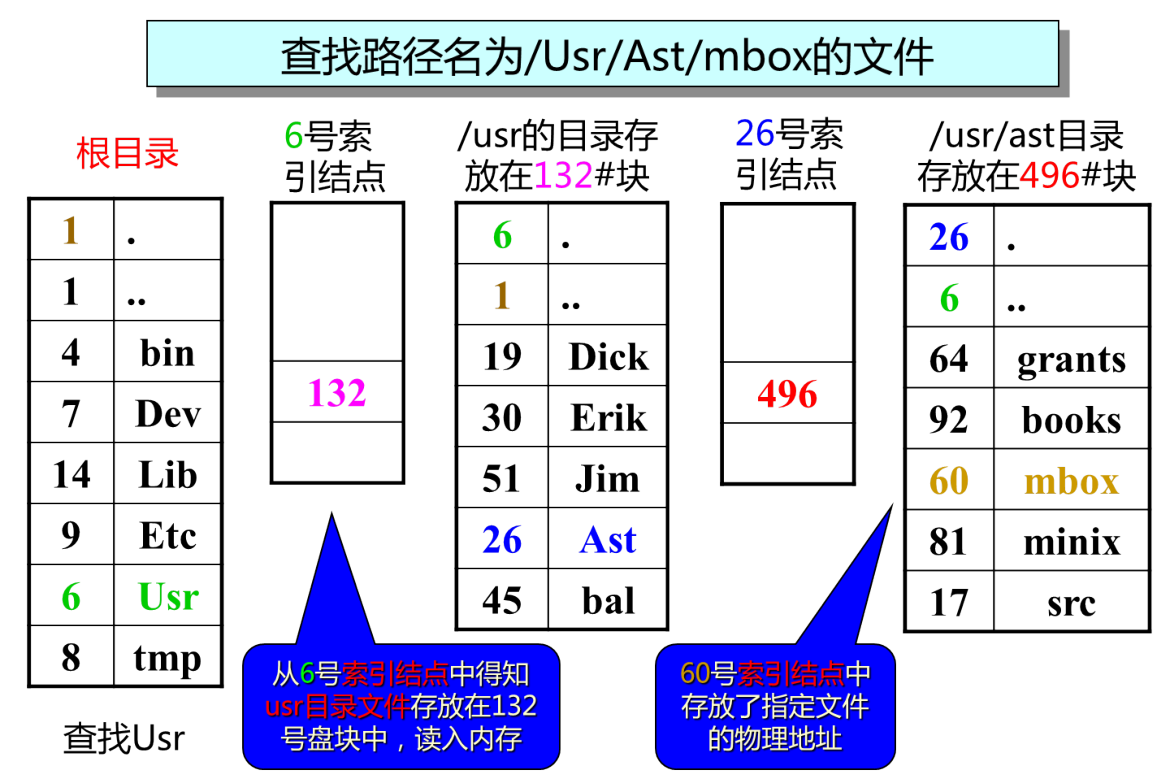 查找路径名为/Usr/Ast/mbox的文件
根目录
1 .
1 ..
4 bin
7 Dev
14 Lib
9 Etc
6 Usr
8 tmp
查找Usr
6号索
引结点
132
从6号索引结点中得知
usr目录文件存放在132
号盘块中，读入内存
/usr的目录存
放在132#块
6 .
1 ..
19 Dick
30 Erik
51 Jim
26 Ast
45 bal
26号索
引结点
496
60号索引结点中
存放了指定文件
的物理地址
/usr/ast目录
存放在496#块
26 .
6 ..
64 grants
92 books
60 mbox
81 minix
17 src